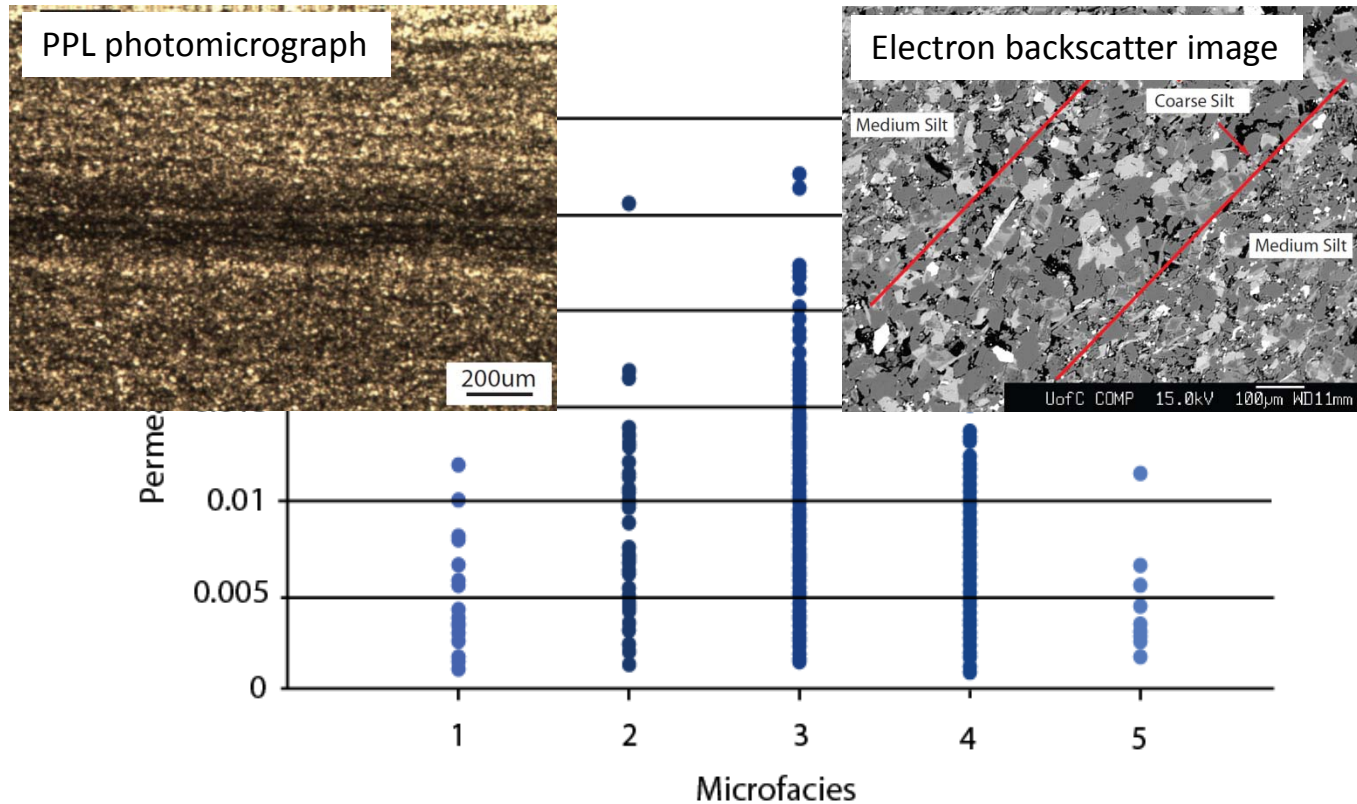 PPL photomicrograph
Electron backscatter image
Coarse Silt
Medium Silt
Medium Silt
200um
UofC COMP 15.0kV 100µm WD11mm
0.01
0.005
0
1 2 3 4 5
Microfacies